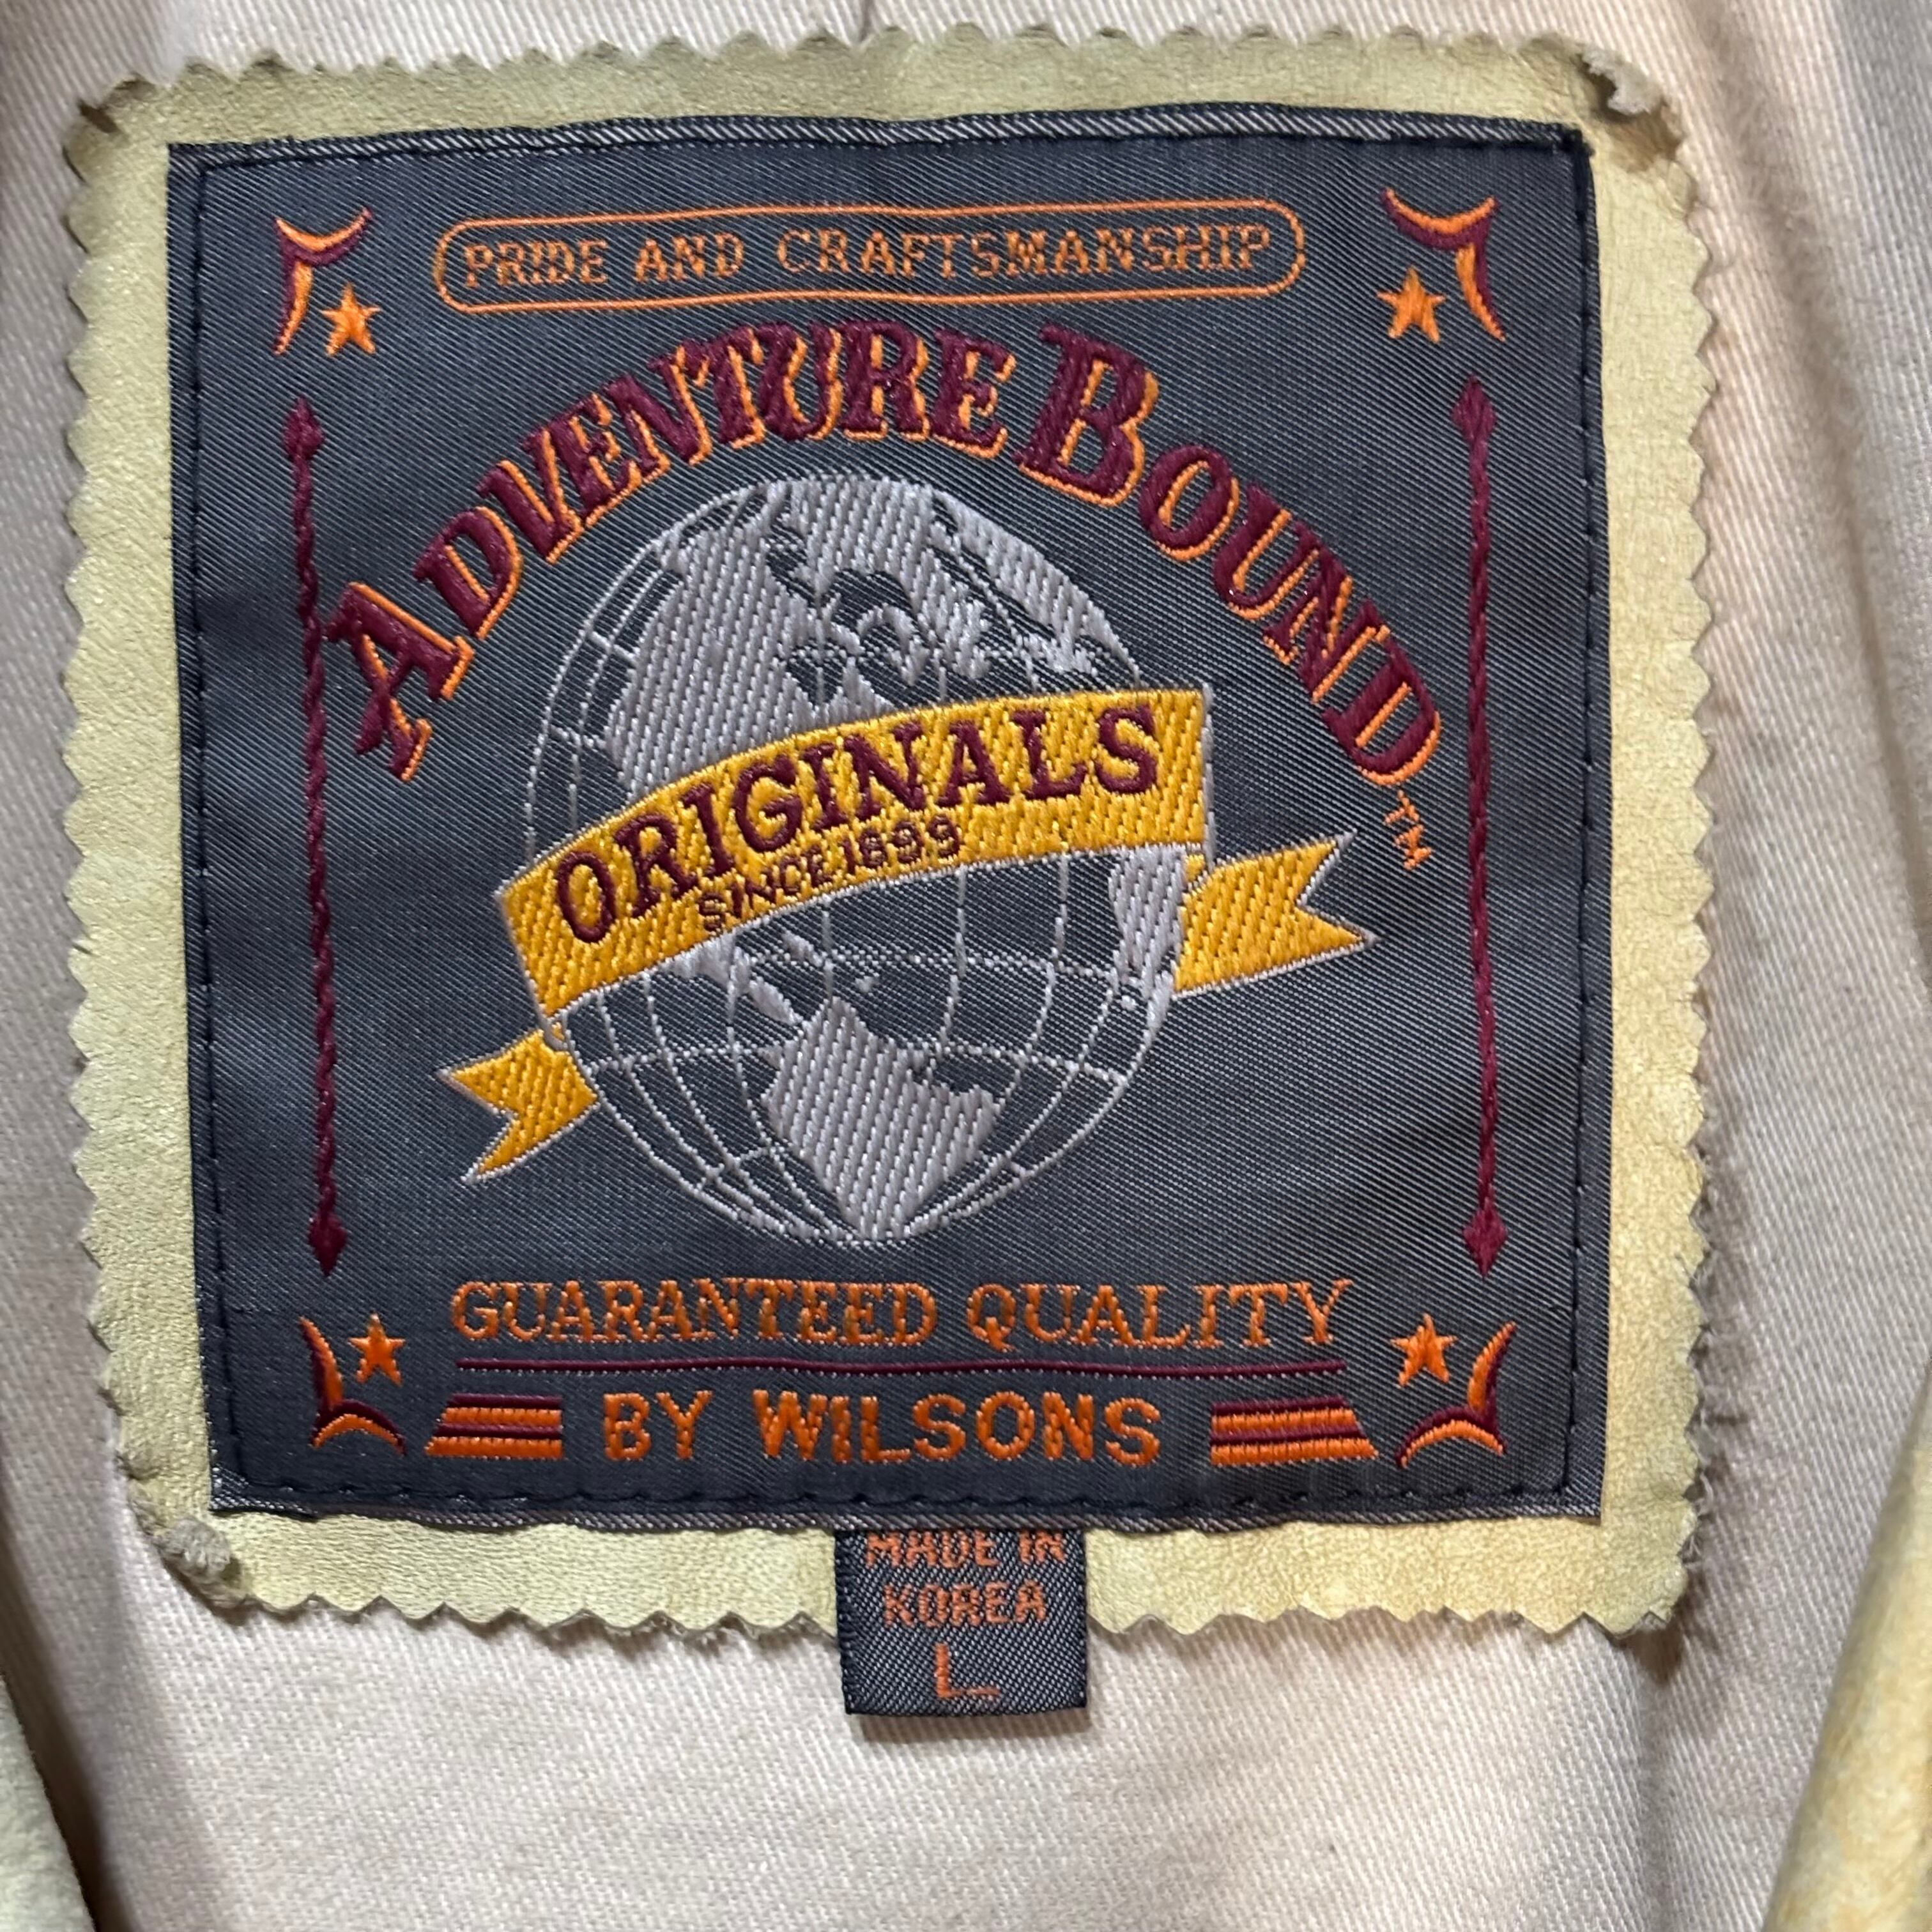 PRIDE AND CRAFTSMANSHIP
ADVENTURE BOUND™
ORIGINALS
SINCE 1899
GUARANTEED QUALITY
BY WILSONS
MADE IN
KOREA
L